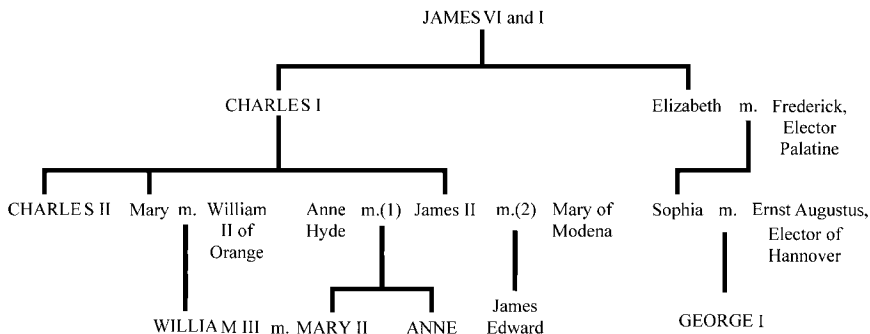 JAMES VI and I
CHARLES I Elizabeth m. Frederick,
Elector
Palatine
CHARLES II Mary m. William Anne m.(1) James II m.(2) Mary of Sophia m. Ernst Augustus,
II of Hyde Modena Elector of
Orange Hannover
WILLIAM III m. MARY II ANNE James GEORGE I
Edward